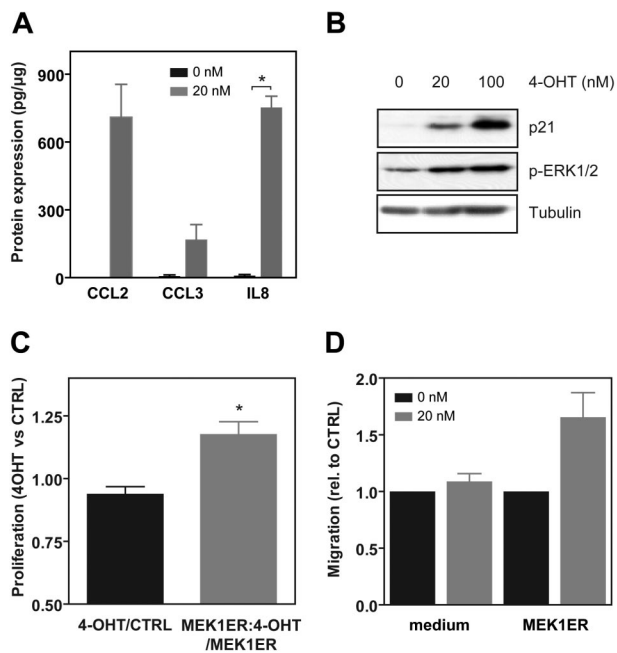 A
Protein expression (pg/µg)
900
600
300
0
0 nM
20 nM
*
CCL2 CCL3 IL8
B
0 20 100 4-OHT (nM)
p21
p-ERK1/2
Tubulin
C
Proliferation (4OHT vs CTRL)
1.25
1.00
0.75
0.50
*
4-OHT/CTRL MEK1ER:4-OHT
/MEK1ER
D
Migration (rel. to CTRL)
2.0
1.5
1.0
0.5
0.0
0 nM
20 nM
medium MEK1ER